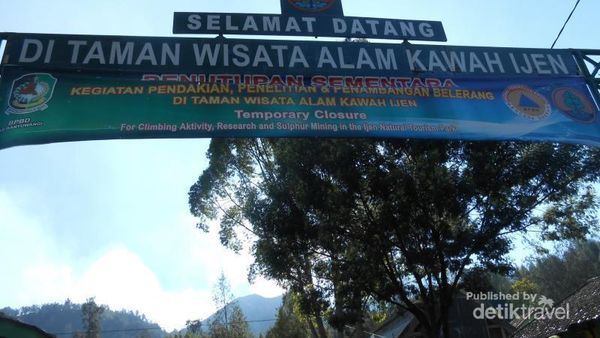 SELAMAT DATANG
DI TAMAN WISATA ALAM KAWAH IJEN
PENUTUPAN SEMENTARA
KEGIATAN PENDAKIAN, PENELITIAN & PENAMBANGAN BELERANG
DI TAMAN WISATA ALAM KAWAH IJEN
Temporary Closure
For Climbing Aktivity, Research and Sulphur Mining in the Ijen Natural Tourism Park
BPBD
BANYUWANGI
Published by
detiktravel